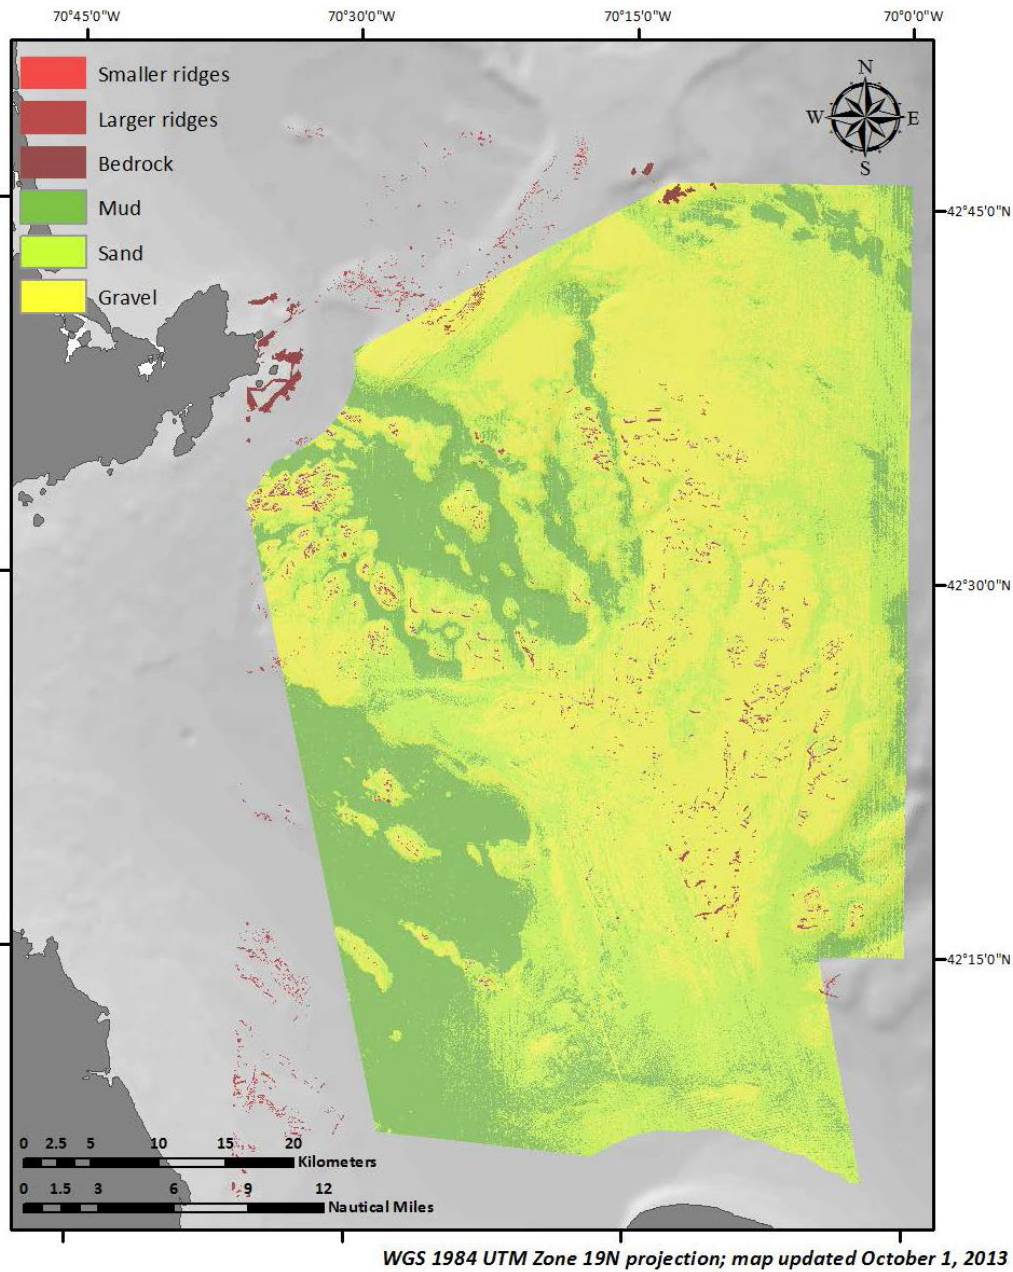 70°45'0"W 70°30'0"W 70°15'0"W 70°0'0"W
Smaller ridges
Larger ridges
Bedrock
Mud
Sand
Gravel
N
W E
S
42°45'0"N
42°30'0"N
42°15'0"N
0 2.5 5 10 15 20
Kilometers
0 1.5 3 6 9 12
Nautical Miles
WGS 1984 UTM Zone 19N projection; map updated October 1, 2013